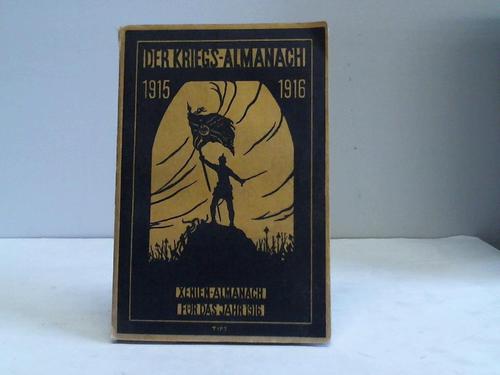 DER KRIEGS-ALMANACH
1915 1916
XENIEN-ALMANACH
FÜR DAS JAHR 1916